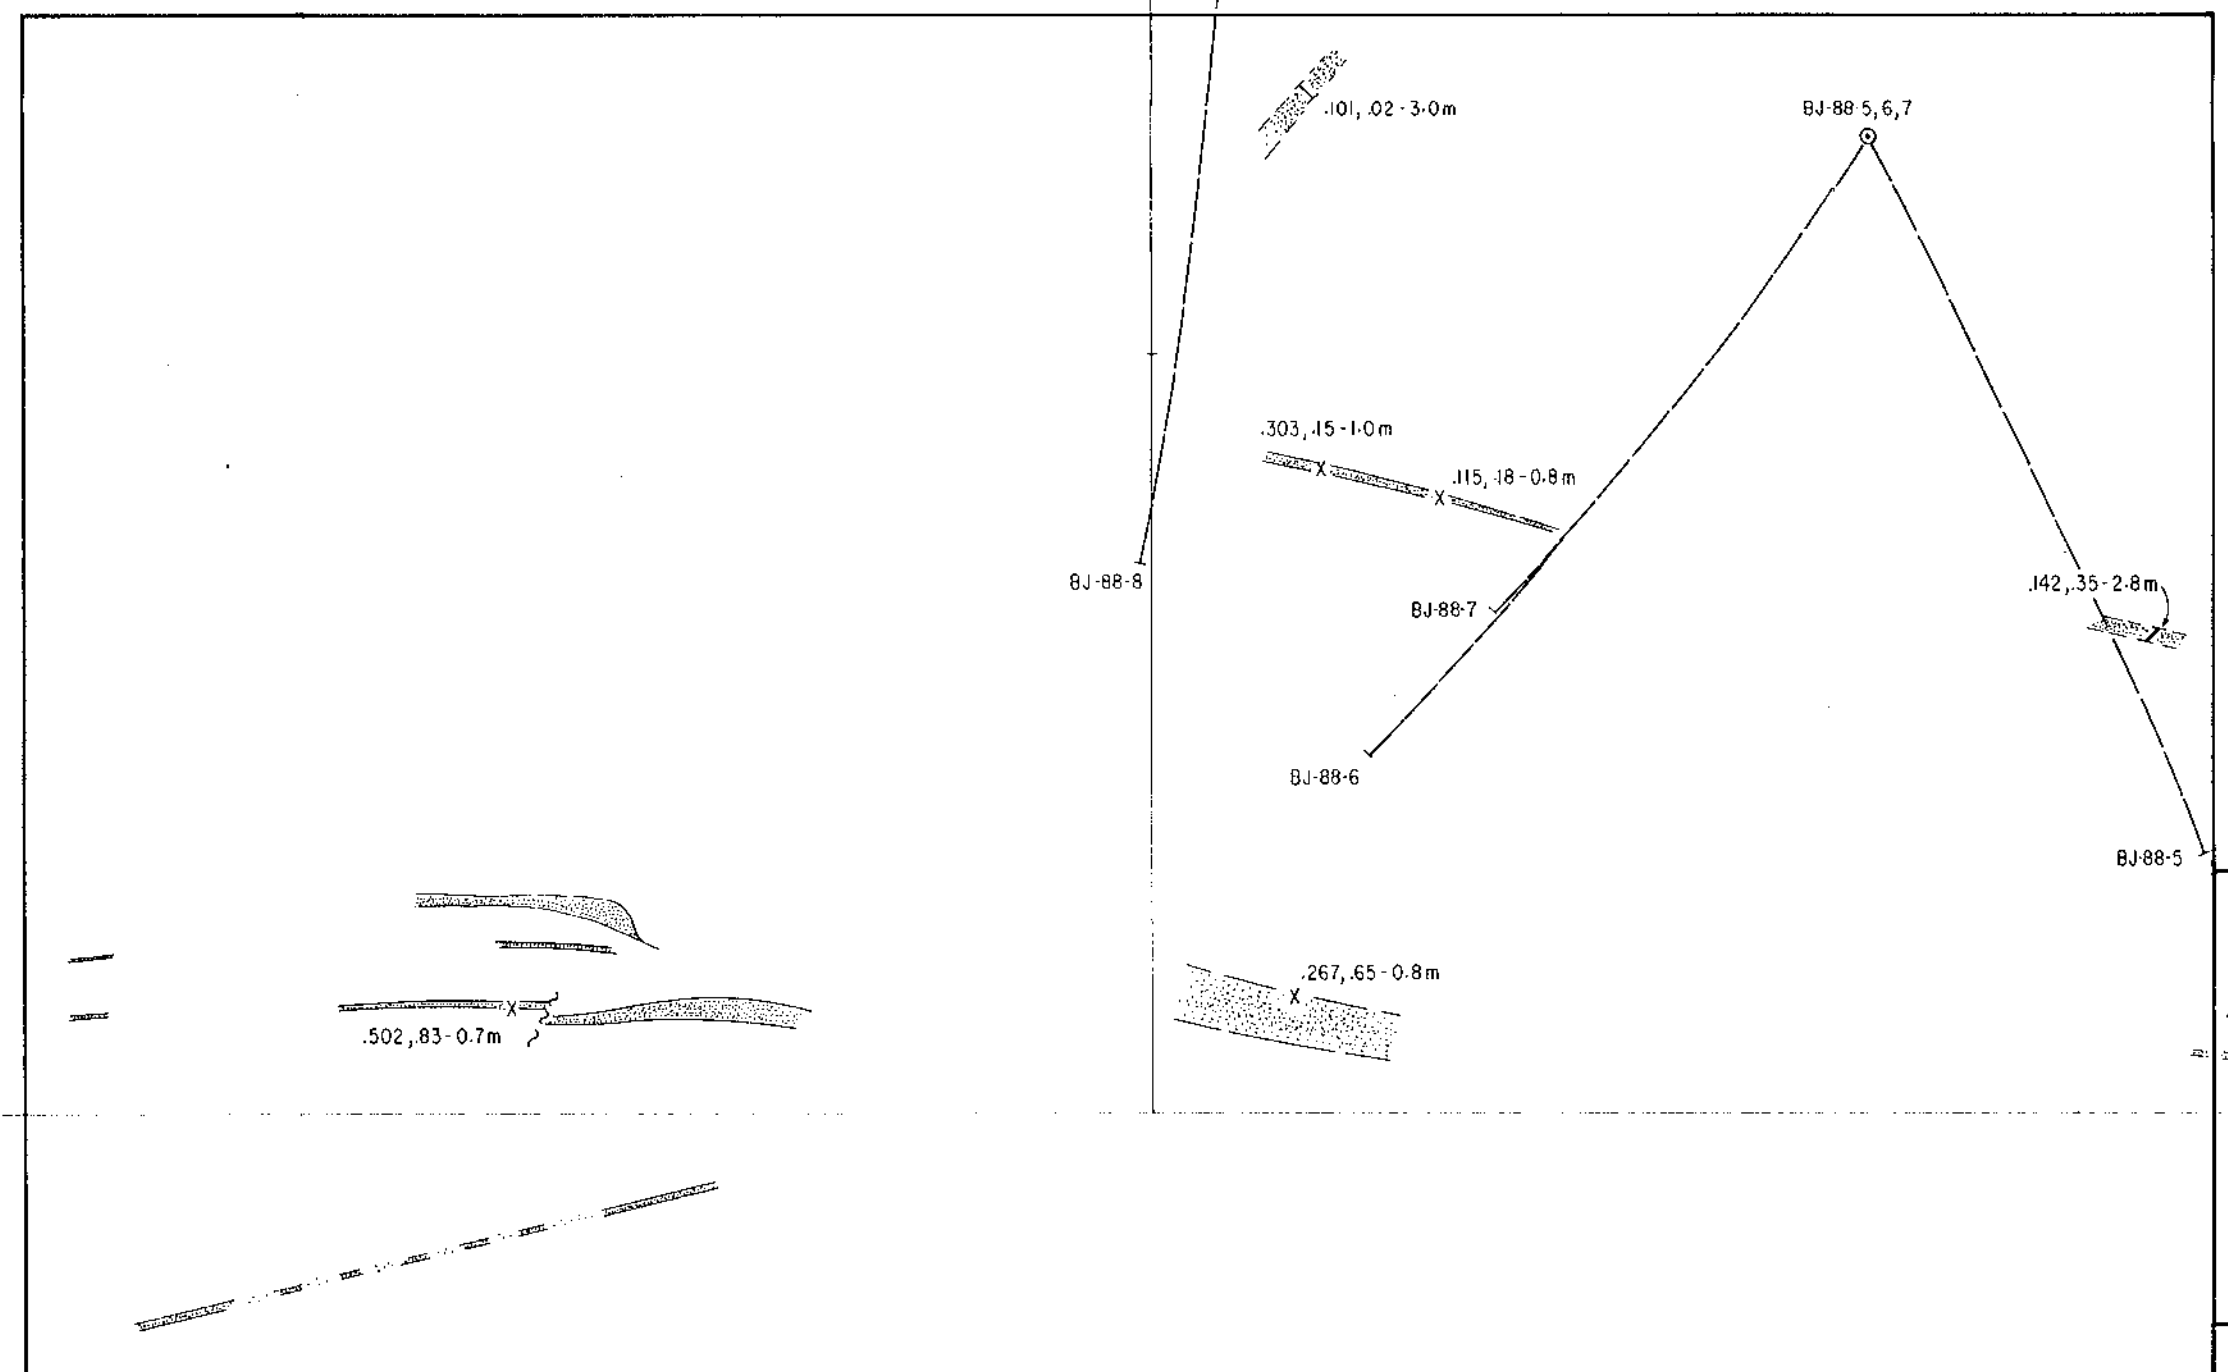 .101, .02-3.0m
BJ-88-5,6,7
.303, .15-1.0m
.115, .18-0.8m
BJ-88-8
BJ-88-7
.142, .35-2.8m
BJ-88-6
BJ-88-5
.267, .65-0.8m
.502, .83-0.7m